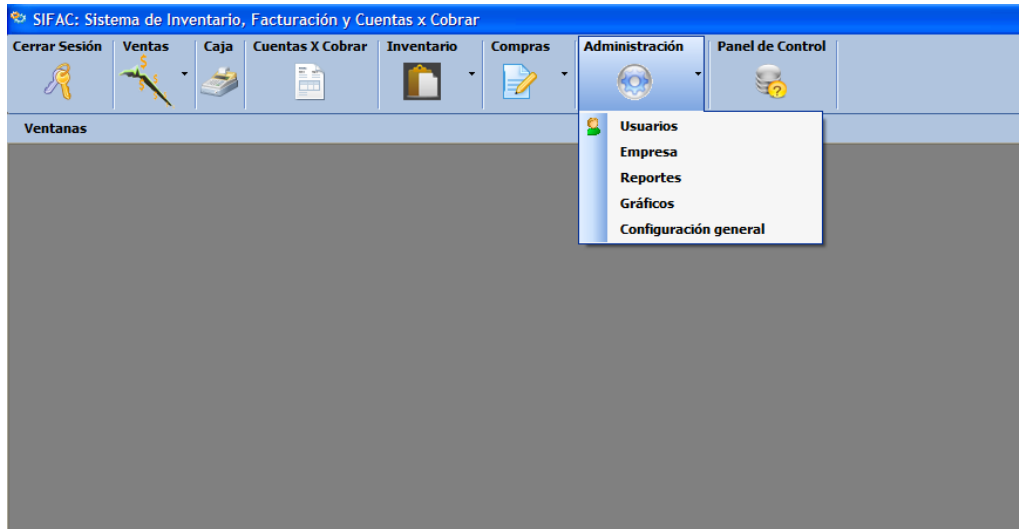 SIFAC: Sistema de Inventario, Facturación y Cuentas x Cobrar
Cerrar Sesión Ventas Caja Cuentas X Cobrar Inventario Compras Administración Panel de Control
Ventanas
Usuarios
Empresa
Reportes
Gráficos
Configuración general